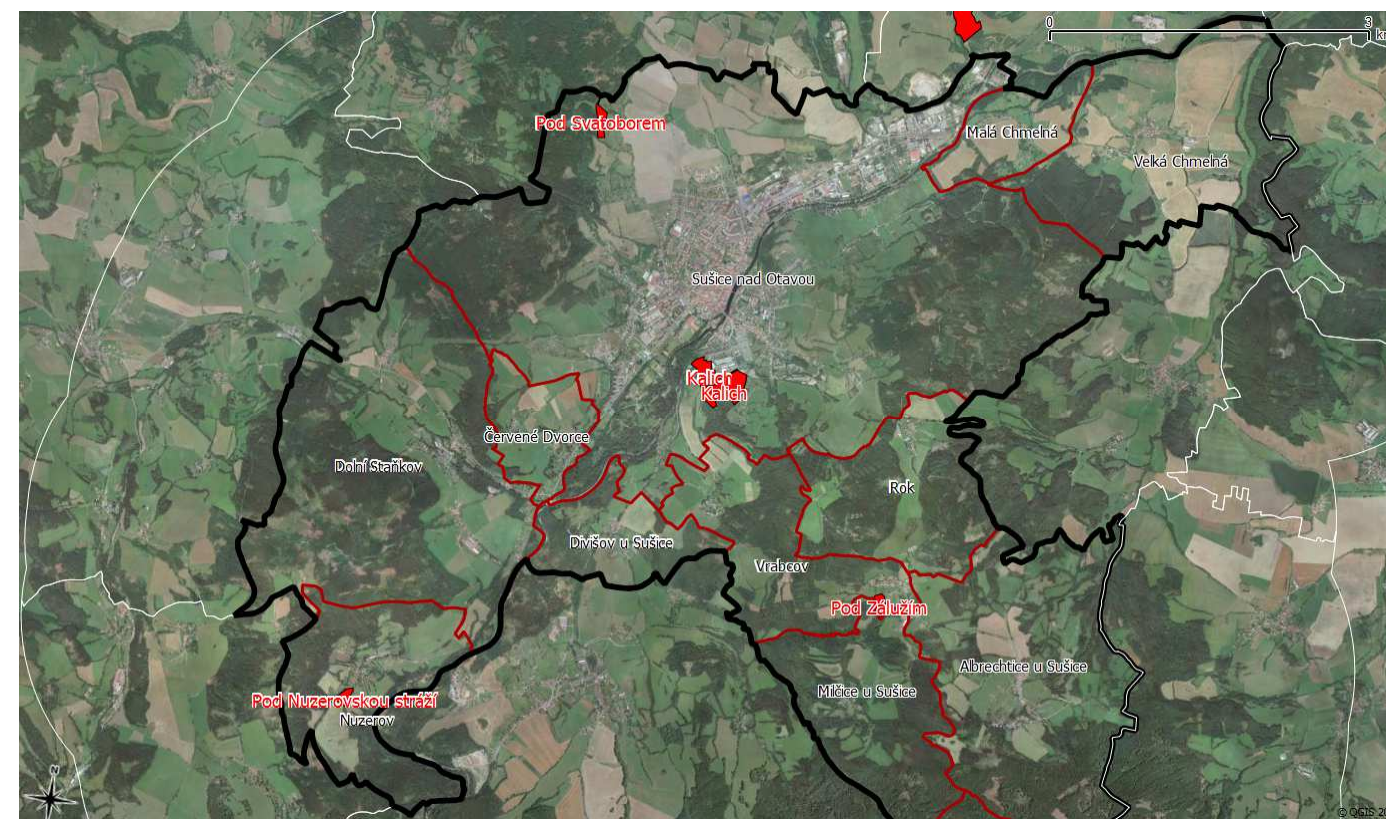 0 3
Pod Svatoborem
Malá Chmelná
Velká Chmelná
Sušice nad Otavou
Kalich
Kalich
Červené Dvorce
Dolní Staňkov
Rok
Divišov u Sušice
Vrabcov
Pod Zálužím
Albrechtice u Sušice
Milčice u Sušice
Pod Nuzerovskou stráží
Nuzerov
© QGIS